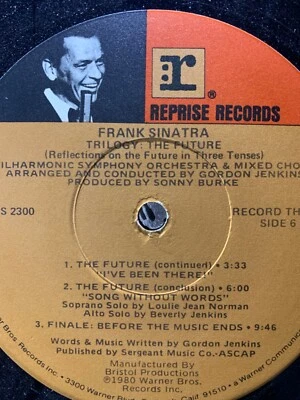 r®
REPRISE RECORDS
FRANK SINATRA
TRILOGY: THE FUTURE
(Reflections on the Future in Three Tenses)
ILHARMONIC SYMPHONY ORCHESTRA & MIXED CHO
ARRANGED AND CONDUCTED BY GORDON JENKINS
PRODUCED BY SONNY BURKE
S 2300
RECORD TH
SIDE 6
1. THE FUTURE (continued) • 3:33
"I'VE BEEN THERE!"
2. THE FUTURE (conclusion) • 6:00
"SONG WITHOUT WORDS"
Soprano Solo by Loulie Jean Norman
Alto Solo by Beverly Jenkins
3. FINALE: BEFORE THE MUSIC ENDS • 9:46
Words & Music Written by Gordon Jenkins
Published by Sergeant Music Co.-ASCAP
Manufactured by
Bristol Productions
©1980 Warner Bros.
Records Inc.
Warner Bros. Records Inc. • 3300 Warner
91510 • a Warner